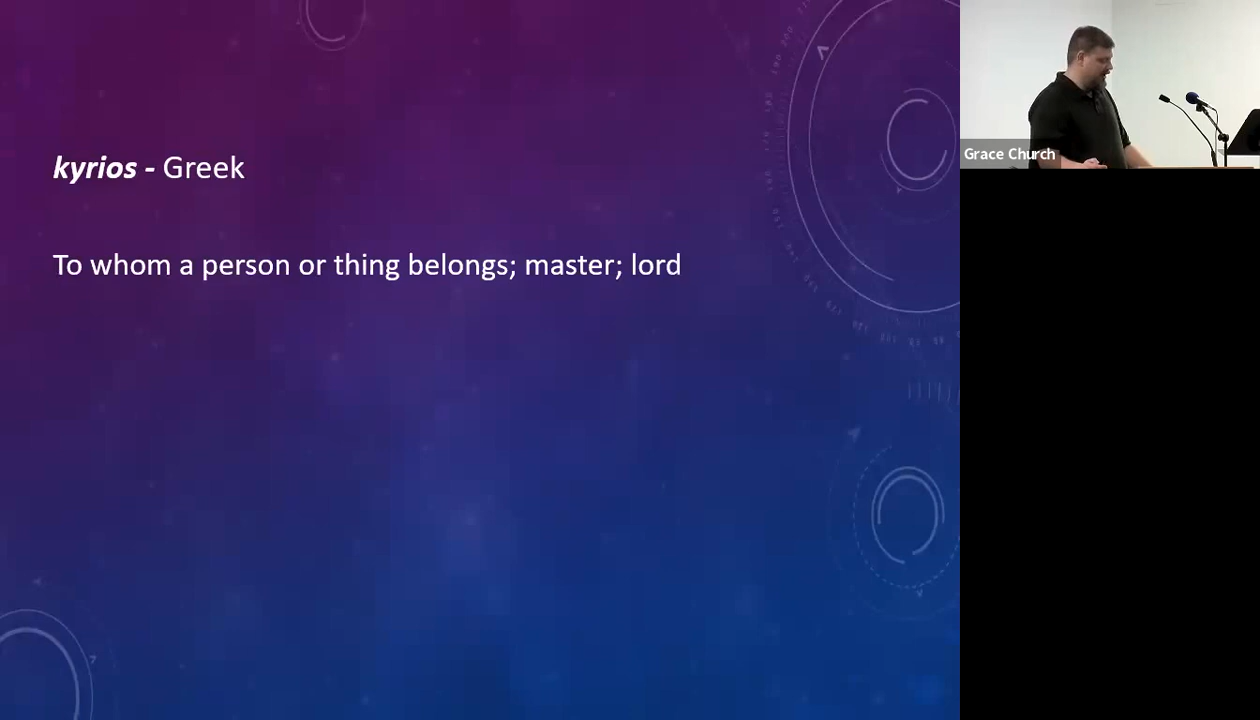 kyrios - Greek
To whom a person or thing belongs; master; lord
Grace Church